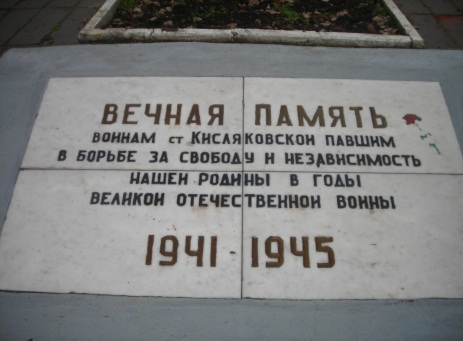 ВЕЧНАЯ ПАМЯТЬ
ВОИНАМ СТ КИСЛЯКОВСКОЙ ПАВШИМ
В БОРЬБЕ ЗА СВОБОДУ И НЕЗАВИСИМОСТЬ
НАШЕЙ РОДИНЫ В ГОДЫ
ВЕЛИКОЙ ОТЕЧЕСТВЕННОЙ ВОЙНЫ
1941 1945